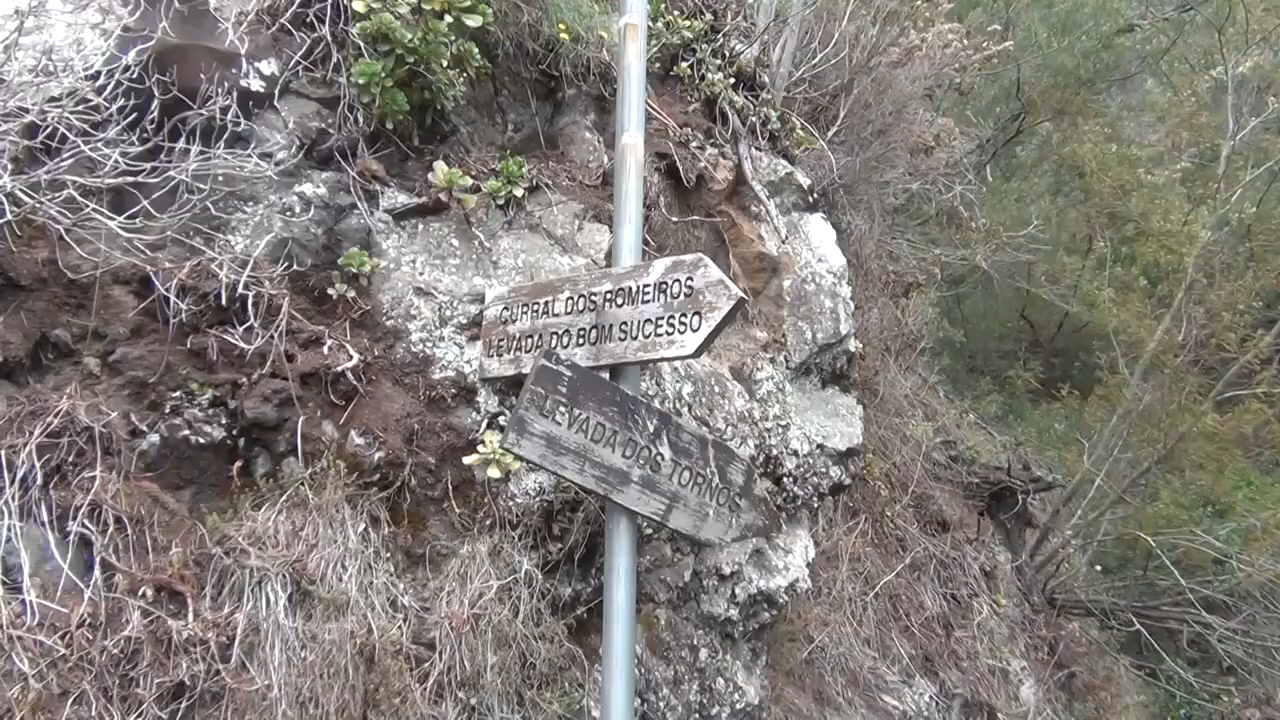 CURRAL DOS ROMEIROS
LEVADA DO BOM SUCESSO
LEVADA DOS TORNOS